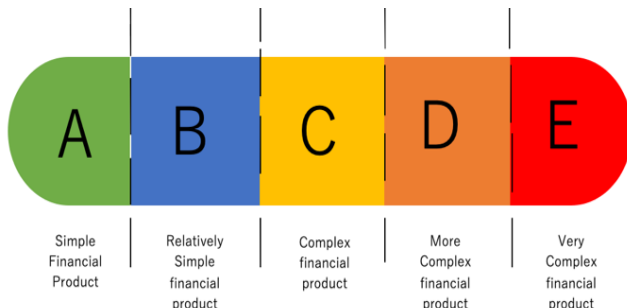 A B C D E
Simple
Financial
Product
Relatively
Simple
financial
product
Complex
financial
product
More
Complex
financial
product
Very
Complex
financial
product